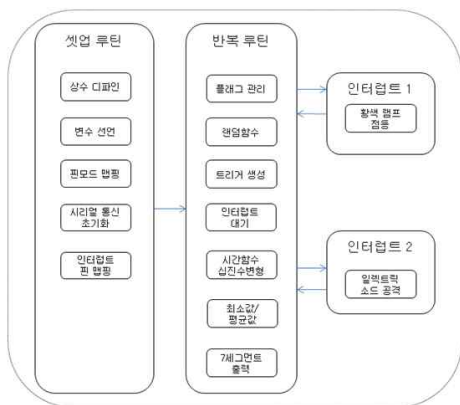 셋업 루틴
상수 디파인
변수 선언
핀모드 맵핑
시리얼 통신
초기화
인터럽트
핀 맵핑
반복 루틴
플래그 관리
랜덤함수
트리거 생성
인터럽트
대기
시간함수
십진수변형
최소값/
평균값
7세그먼트
출력
인터럽트 1
황색 램프
점등
인터럽트 2
일렉트릭
소드 공격